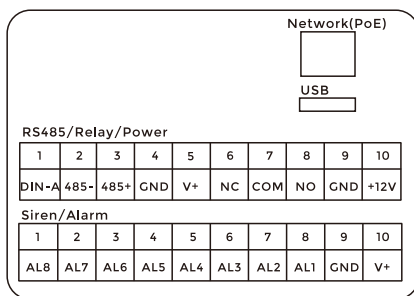 Network(PoE)
USB
RS485/Relay/Power
1 2 3 4 5 6 7 8 9 10
DIN-A 485- 485+ GND V+ NC COM NO GND +12V
Siren/Alarm
1 2 3 4 5 6 7 8 9 10
AL8 AL7 AL6 AL5 AL4 AL3 AL2 AL1 GND V+